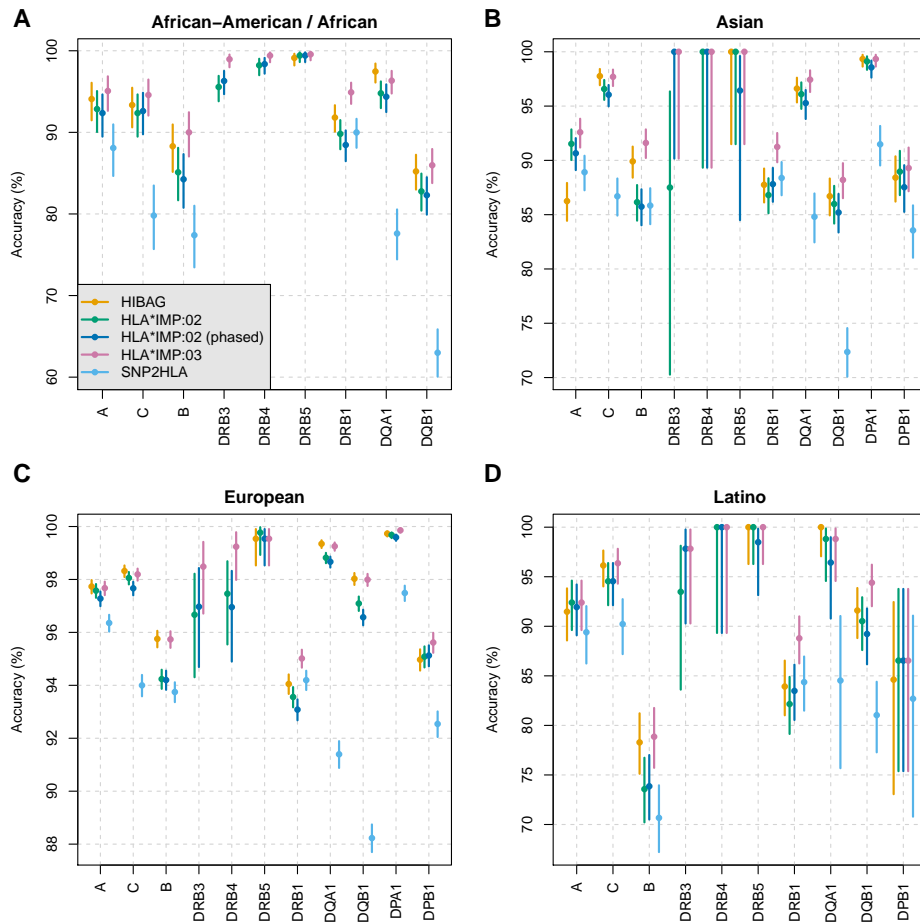 A
African−American / African
Accuracy (%)
100
90
80
70
60
HIBAG
HLA*IMP:02
HLA*IMP:02 (phased)
HLA*IMP:03
SNP2HLA
A
C
B
DRB3
DRB4
DRB5
DRB1
DQA1
DQB1
B
Asian
Accuracy (%)
100
95
90
85
80
75
70
A
C
B
DRB3
DRB4
DRB5
DRB1
DQA1
DQB1
DPA1
DPB1
C
European
Accuracy (%)
100
98
96
94
92
90
88
A
C
B
DRB3
DRB4
DRB5
DRB1
DQA1
DQB1
DPA1
DPB1
D
Latino
Accuracy (%)
100
95
90
85
80
75
70
A
C
B
DRB3
DRB4
DRB5
DRB1
DQA1
DQB1
DPB1